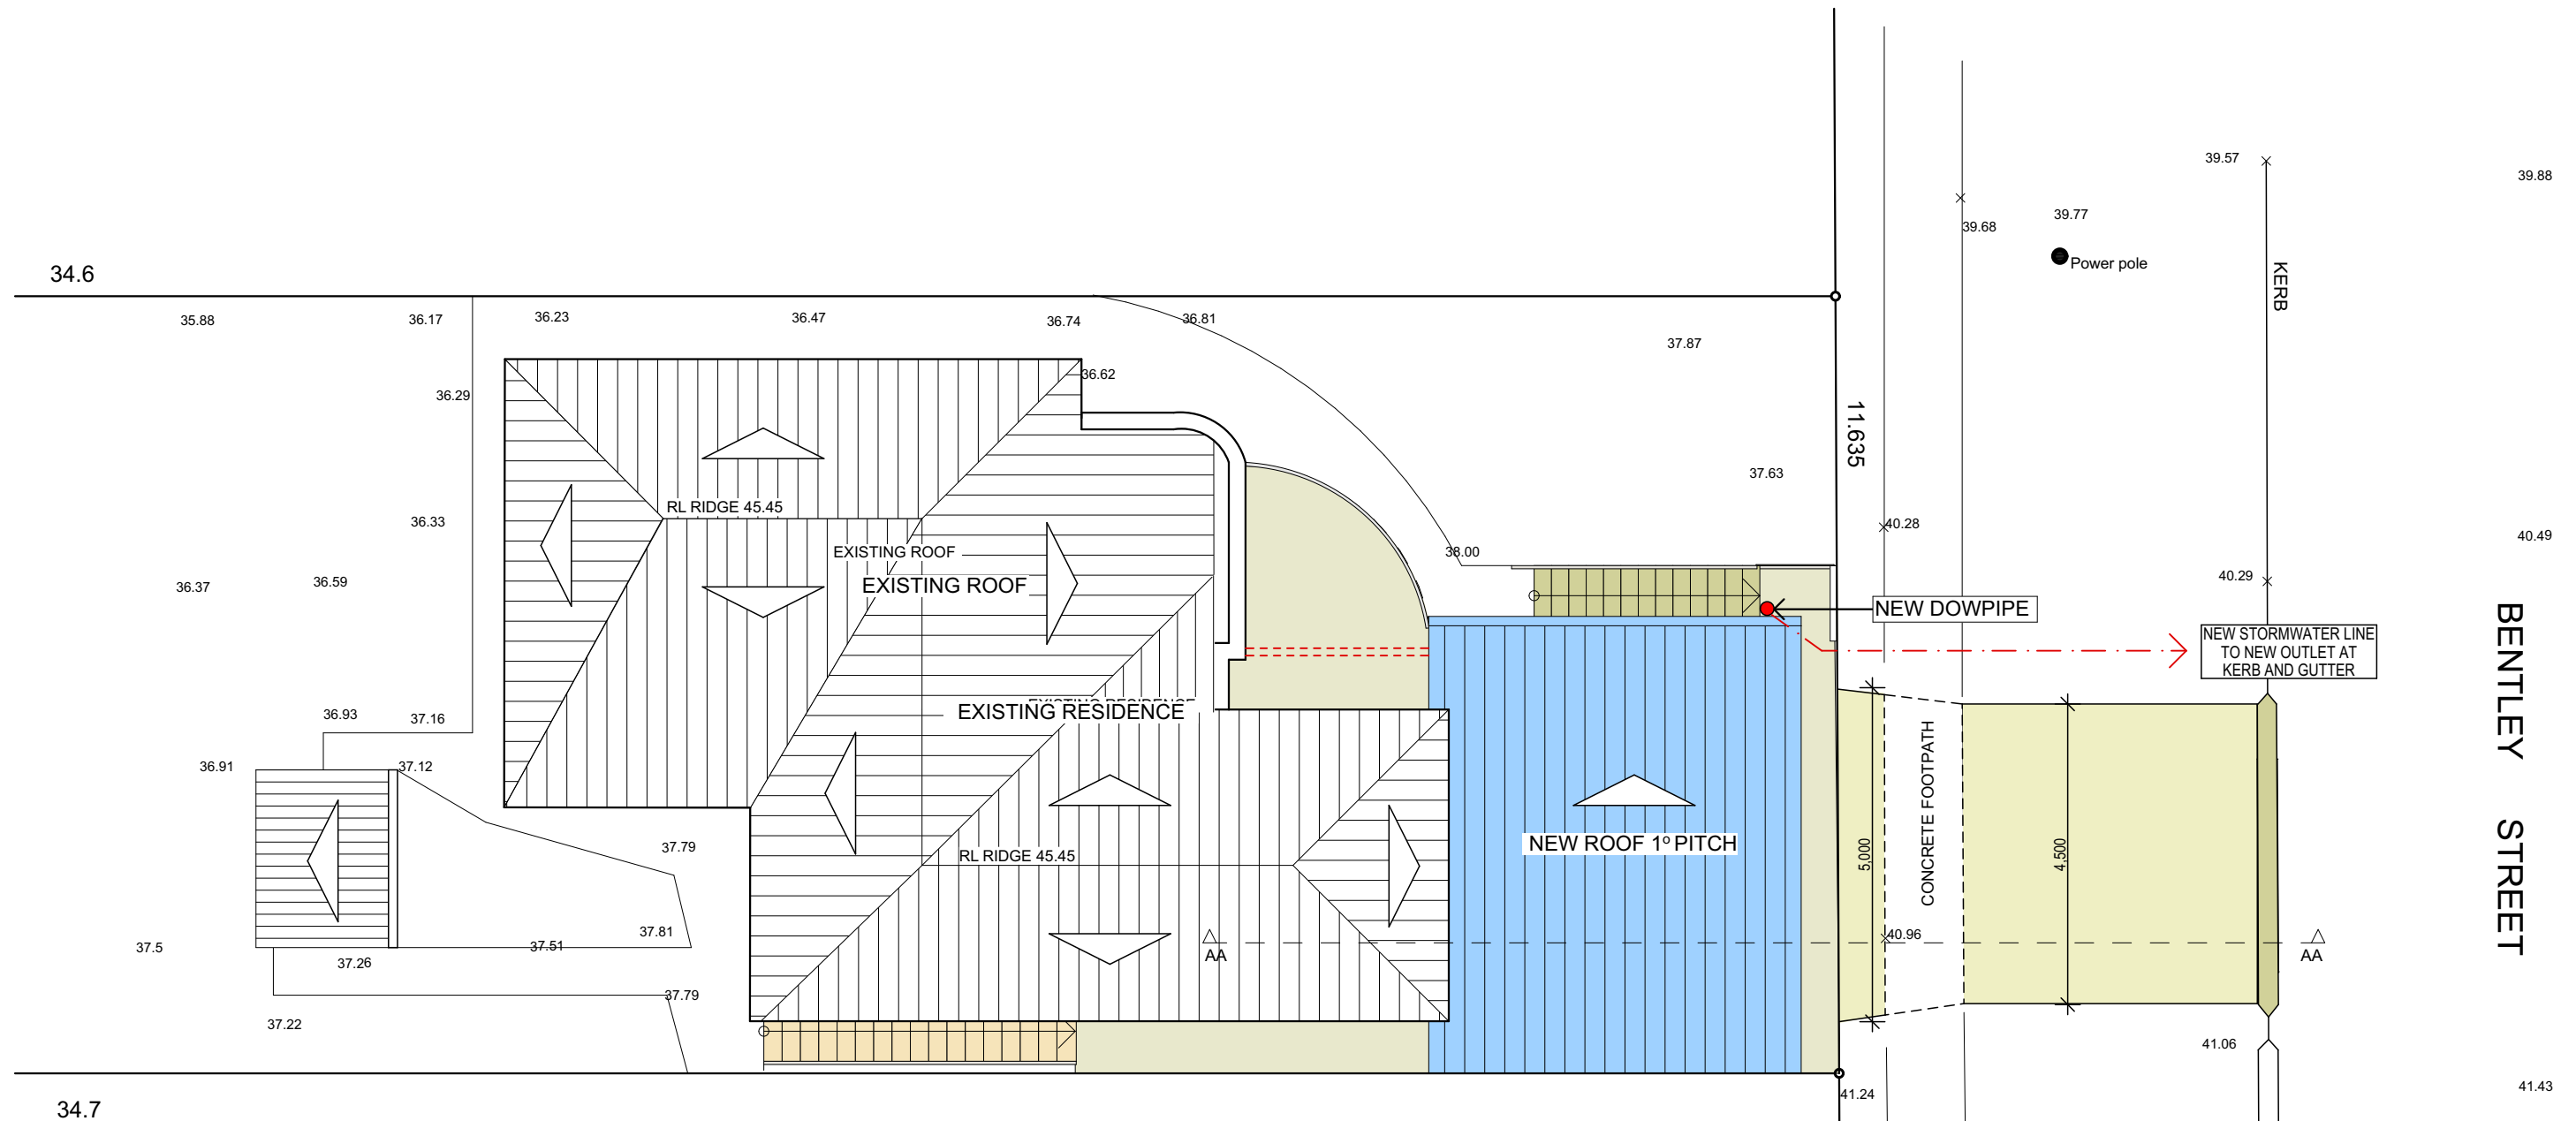 39.57
39.88
39.77
39.68
Power pole
KERB
34.6
35.88
36.17
36.23
36.47
36.74
36.81
37.87
36.62
36.29
11.635
37.63
RL RIDGE 45.45
36.33
40.28
40.49
38.00
EXISTING ROOF
EXISTING ROOF
36.37
36.59
40.29
NEW DOWPIPE
NEW STORMWATER LINE
TO NEW OUTLET AT
KERB AND GUTTER
BENTLEY STREET
36.93
37.16
EXISTING RESIDENCE
EXISTING RESIDENCE
36.91
37.12
CONCRETE FOOTPATH
5,000
4,500
37.79
RL RIDGE 45.45
NEW ROOF 1º PITCH
37.5
37.51
37.81
40.96
AA
AA
37.26
37.79
37.22
41.06
41.24
41.43
34.7